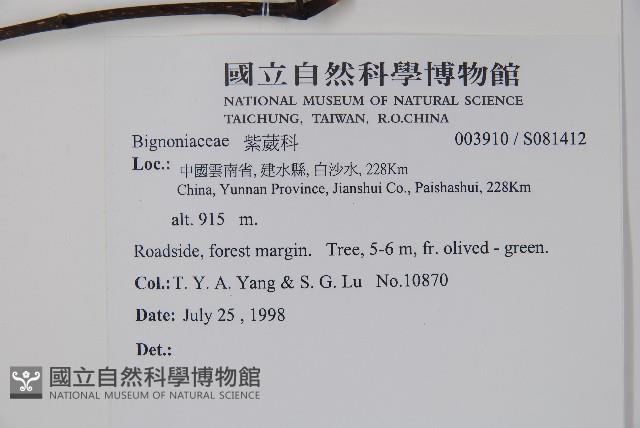 國立自然科學博物館
NATIONAL MUSEUM OF NATURAL SCIENCE
TAICHUNG, TAIWAN, R.O.CHINA
Bignoniaceae 紫葳科 003910 / S081412
Loc.: 中國雲南省, 建水縣, 白沙水, 228Km
China, Yunnan Province, Jianshui Co., Paishashui, 228Km
alt. 915 m.
Roadside, forest margin. Tree, 5-6 m, fr. olived - green.
Col.: T. Y. A. Yang & S. G. Lu No.10870
Date: July 25 , 1998
Det.:
國立自然科學博物館
NATIONAL MUSEUM OF NATURAL SCIENCE